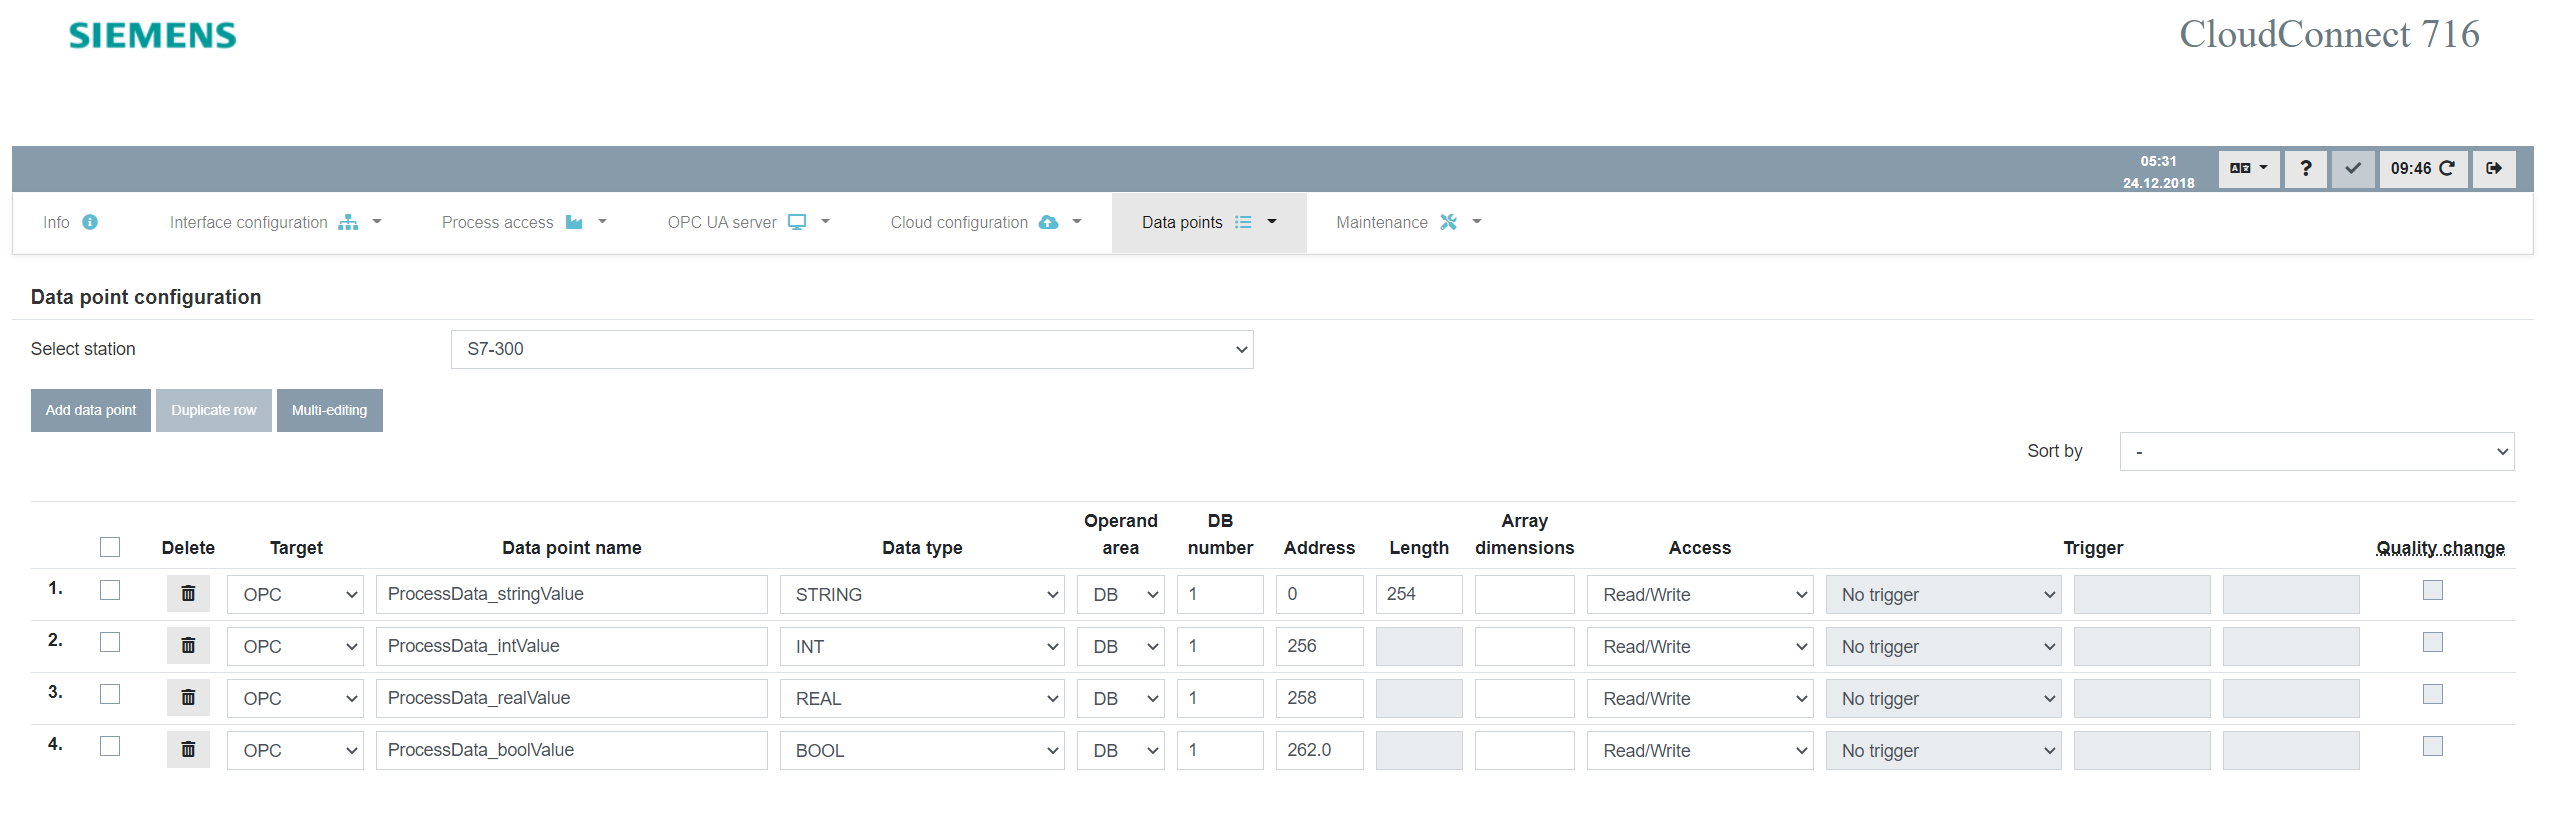 SIEMENS
CloudConnect 716
05:31
24.12.2018
?
09:46
Info
Interface configuration
Process access
OPC UA server
Cloud configuration
Data points
Maintenance
Data point configuration
Select station
S7-300
Add data point
Duplicate row
Multi-editing
Sort by
-
Delete Target Data point name Data type Operand area DB number Address Length Array dimensions Access Trigger Quality change
1. OPC ProcessData_stringValue STRING DB 1 0 254 Read/Write No trigger
2. OPC ProcessData_intValue INT DB 1 256 Read/Write No trigger
3. OPC ProcessData_realValue REAL DB 1 258 Read/Write No trigger
4. OPC ProcessData_boolValue BOOL DB 1 262.0 Read/Write No trigger